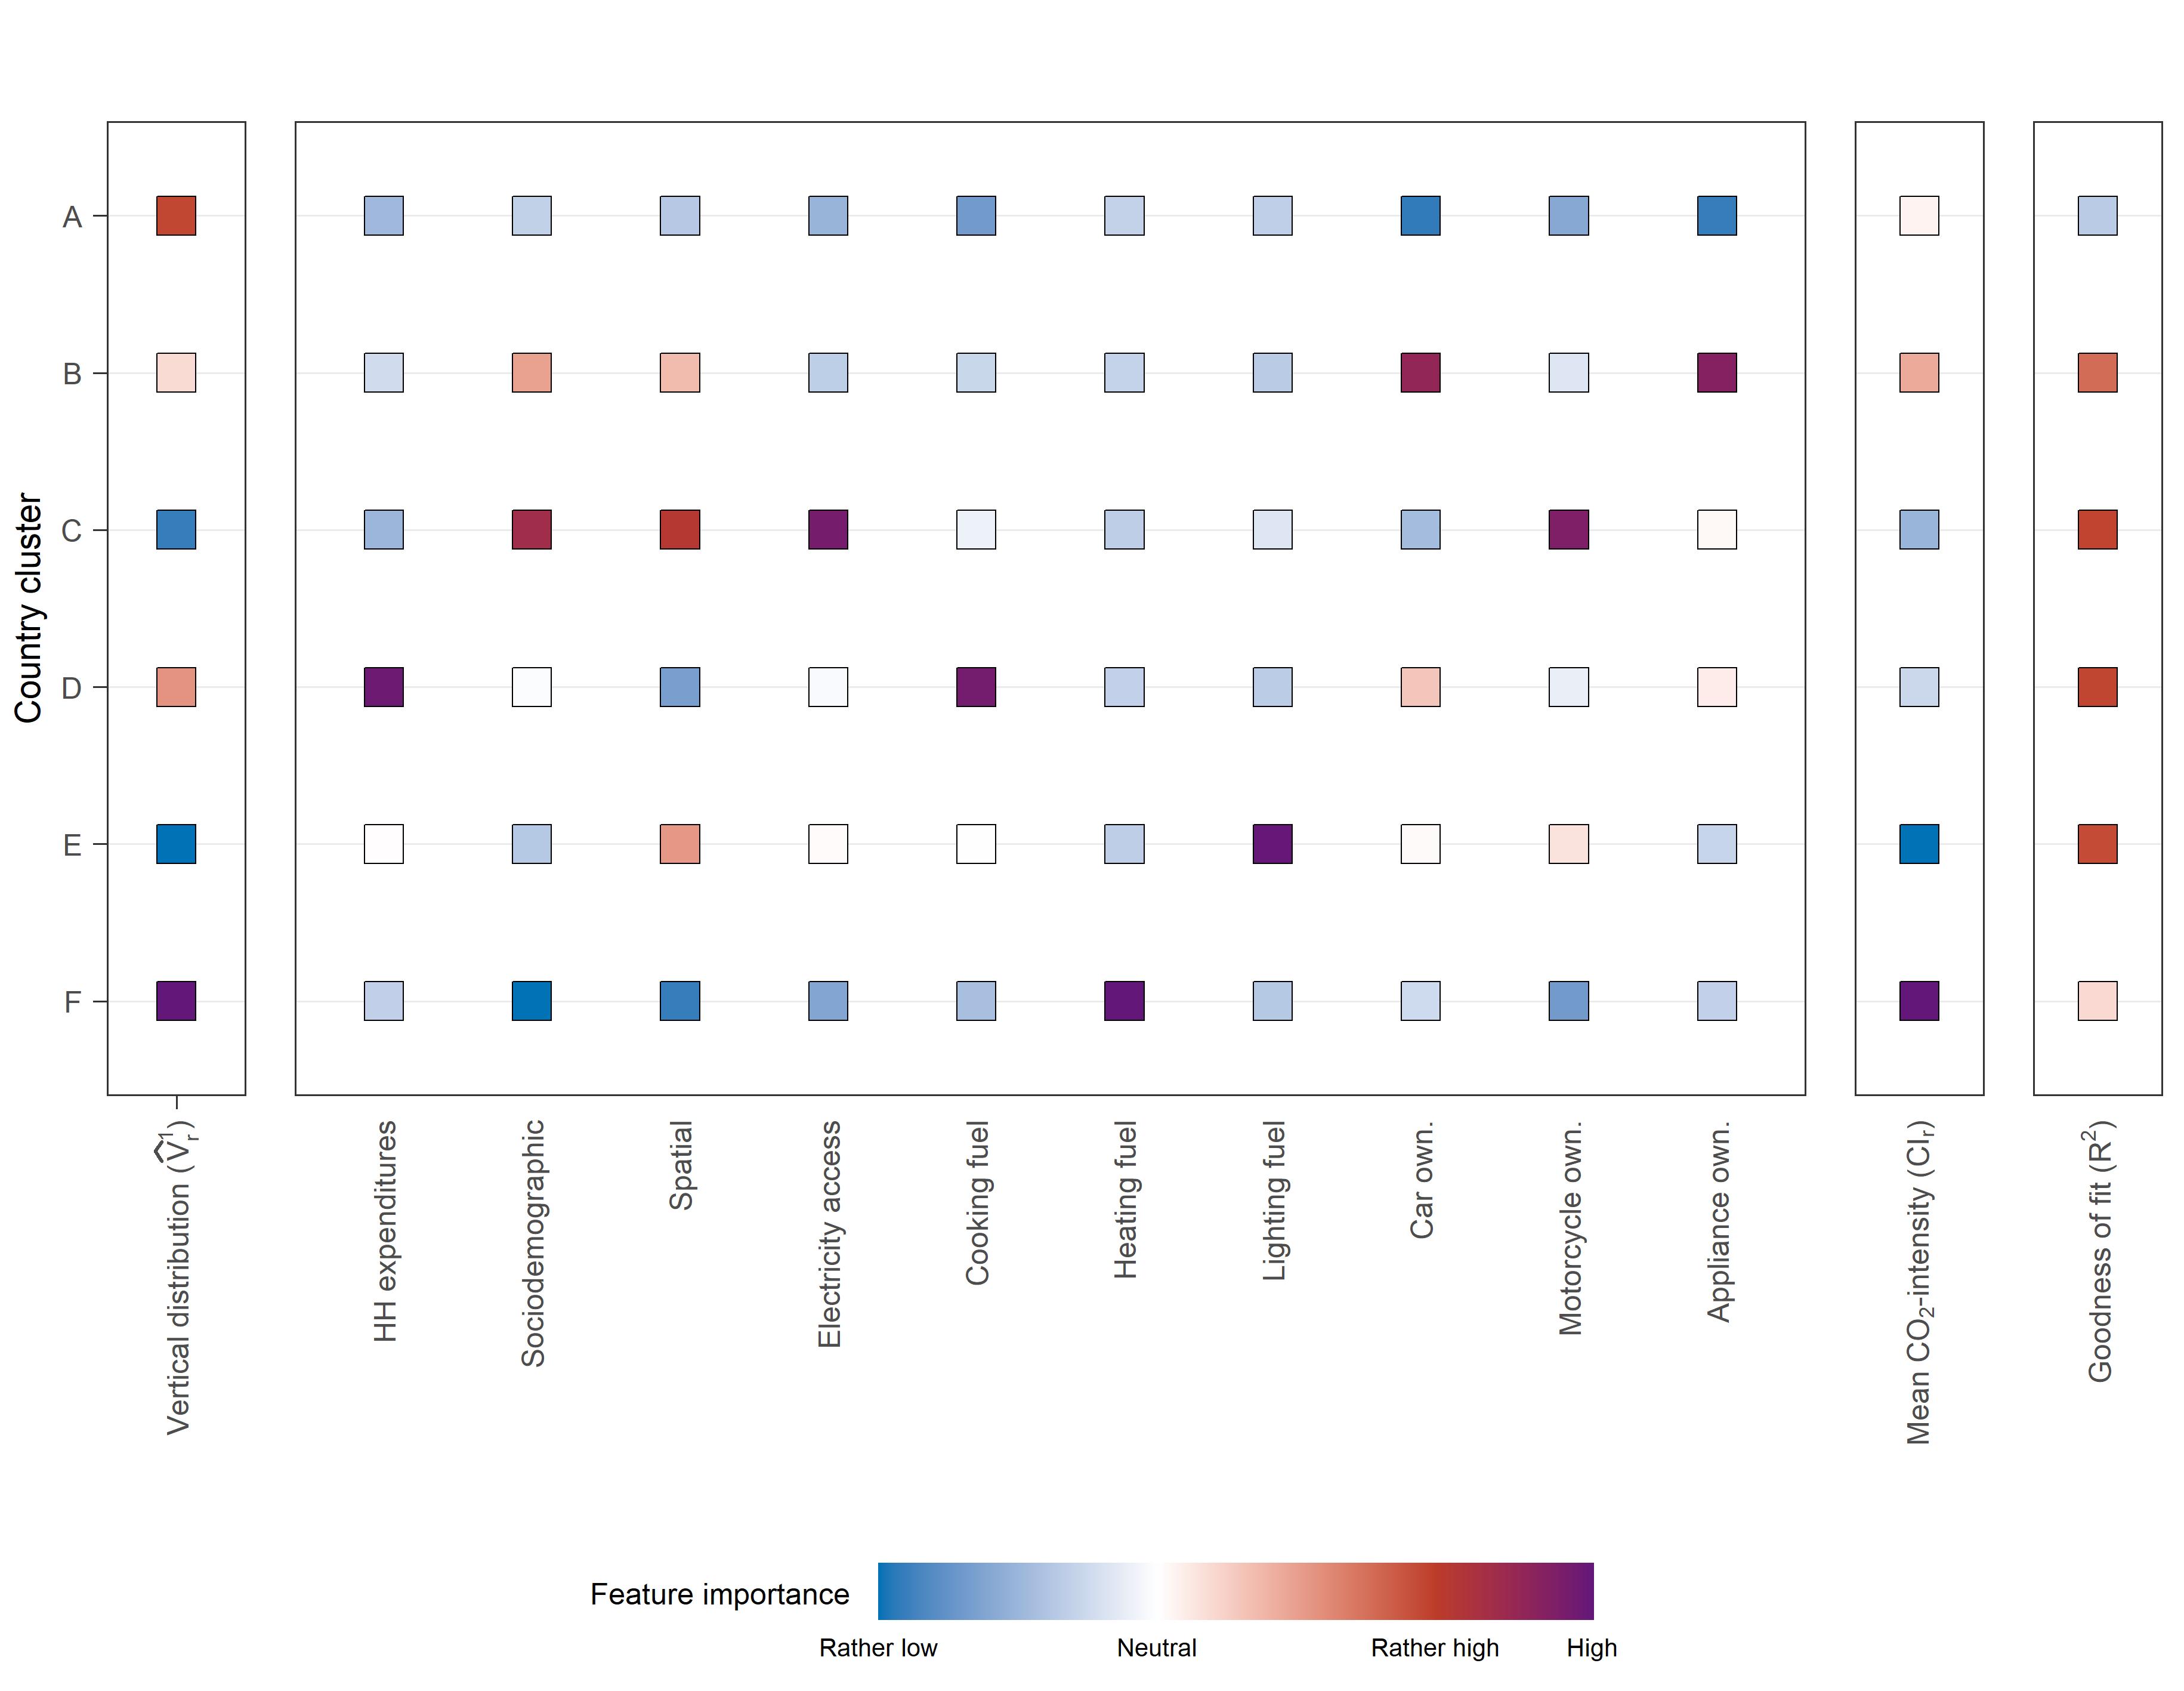 Country cluster
A
B
C
D
E
F
Vertical distribution (V̂¹ᵣ)
HH expenditures
Sociodemographic
Spatial
Electricity access
Cooking fuel
Heating fuel
Lighting fuel
Car own.
Motorcycle own.
Appliance own.
Mean CO₂-intensity (CIᵣ)
Goodness of fit (R²)
Feature importance
Rather low
Neutral
Rather high
High